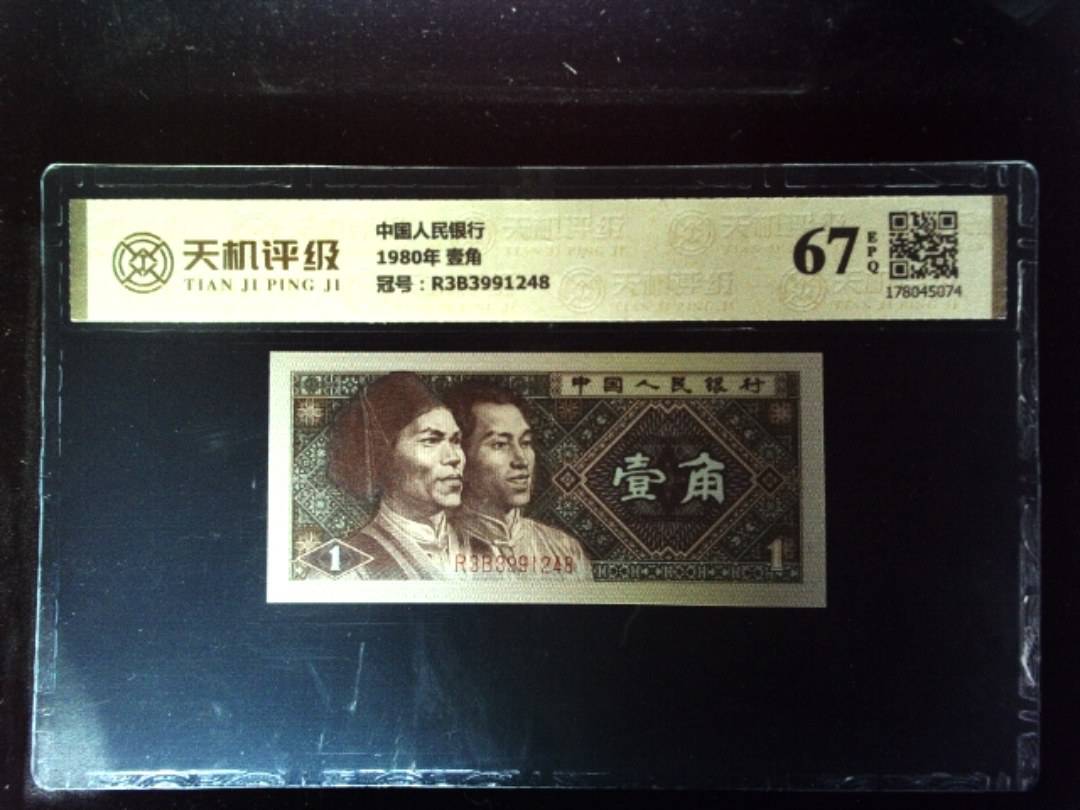 天机评级
TIAN JI PING JI
中国人民银行
1980年 壹角
冠号：R3B3991248
67
EPQ
178045074
中国人民银行
壹角
1
R3B3991248
1